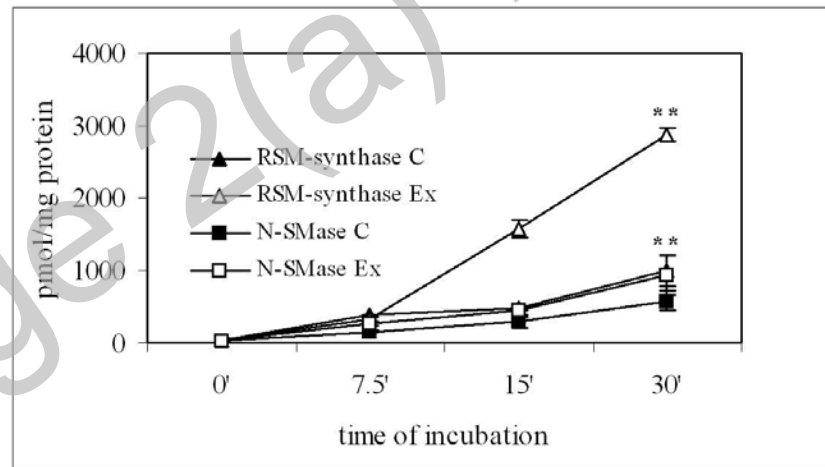 ge 2(a)
4000
3000
2000
1000
0
pmol/mg protein
RSM-synthase C
RSM-synthase Ex
N-SMase C
N-SMase Ex
**
**
0' 7.5' 15' 30'
time of incubation